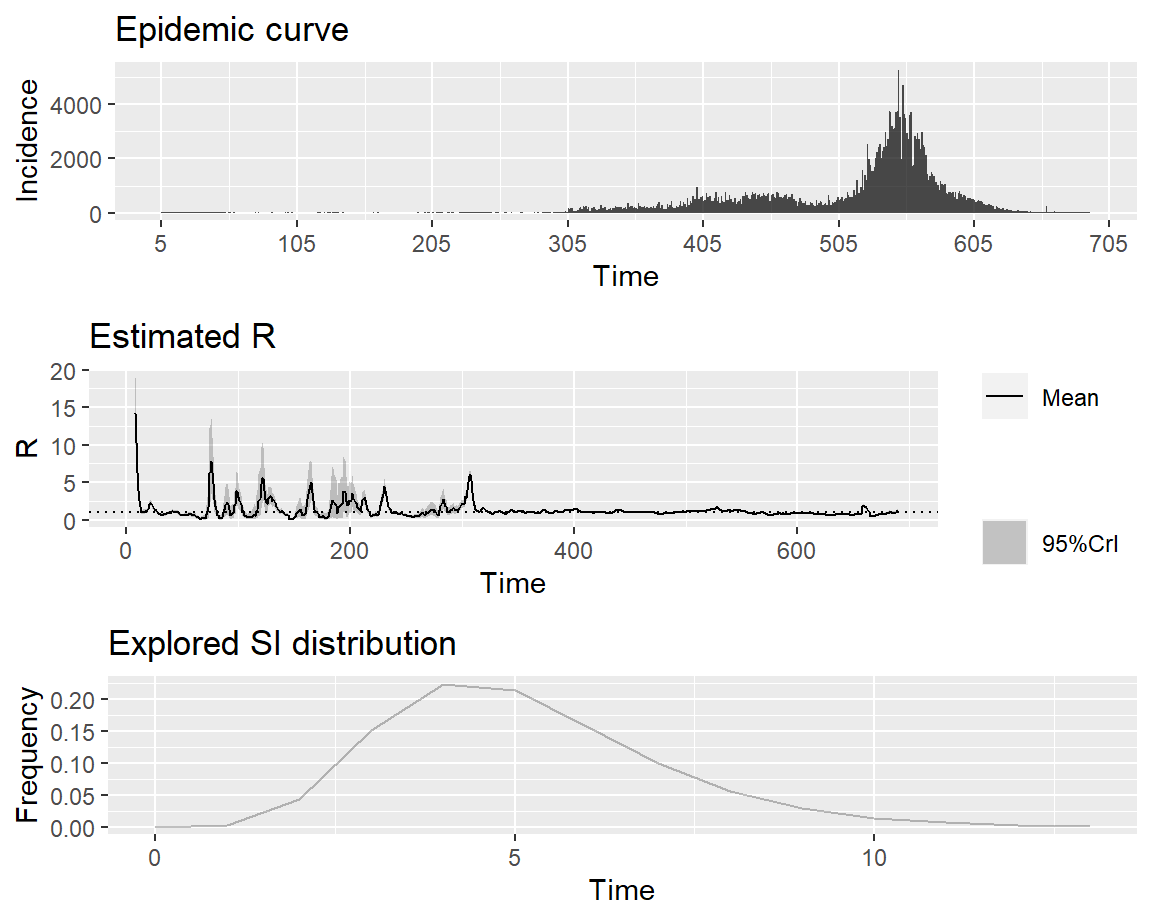 Epidemic curve
Incidence
4000
2000
0
5 105 205 305 405 505 605 705
Time
Estimated R
R
20
15
10
5
0
0 200 400 600
Time
Mean
95%CrI
Explored SI distribution
Frequency
0.20
0.15
0.10
0.05
0.00
0 5 10
Time